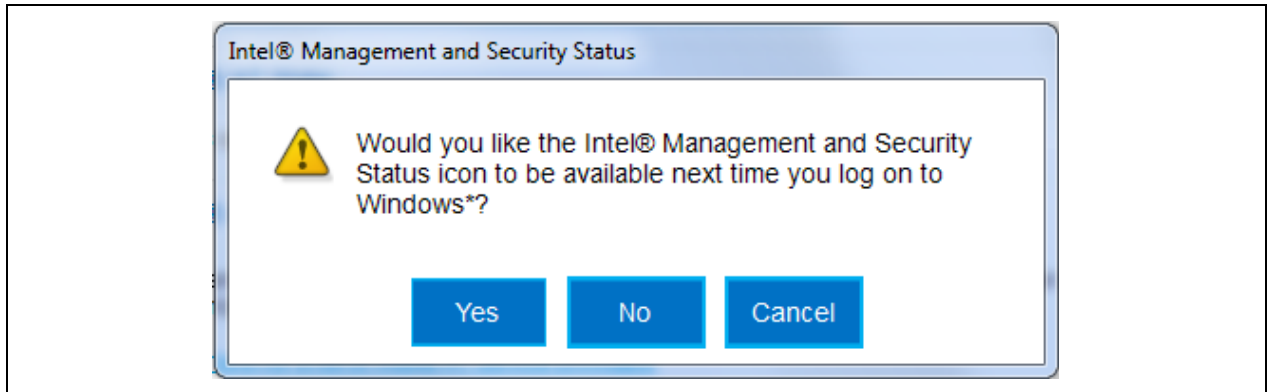 Intel® Management and Security Status
Would you like the Intel® Management and Security
Status icon to be available next time you log on to
Windows*?
Yes No Cancel